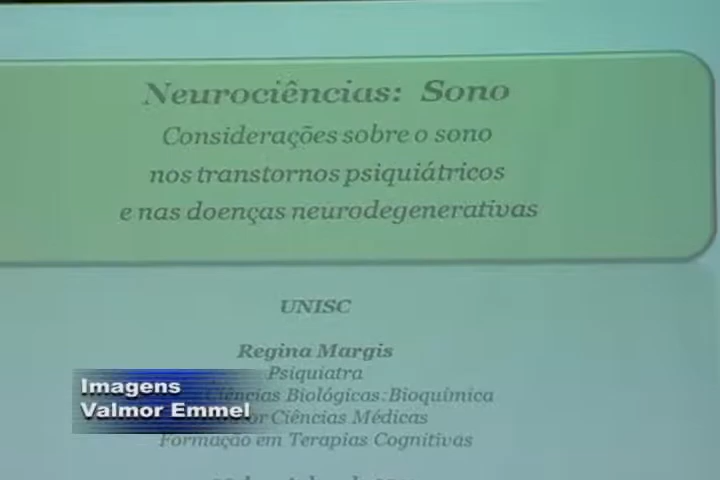 Neurociências: Sono
Considerações sobre o sono
nos transtornos psiquiátricos
e nas doenças neurodegenerativas
UNISC
Regina Margis
Psiquiatra
Ciências Biológicas:Bioquímica
Ciências Médicas
Formação em Terapias Cognitivas
Imagens
Valmor Emmel